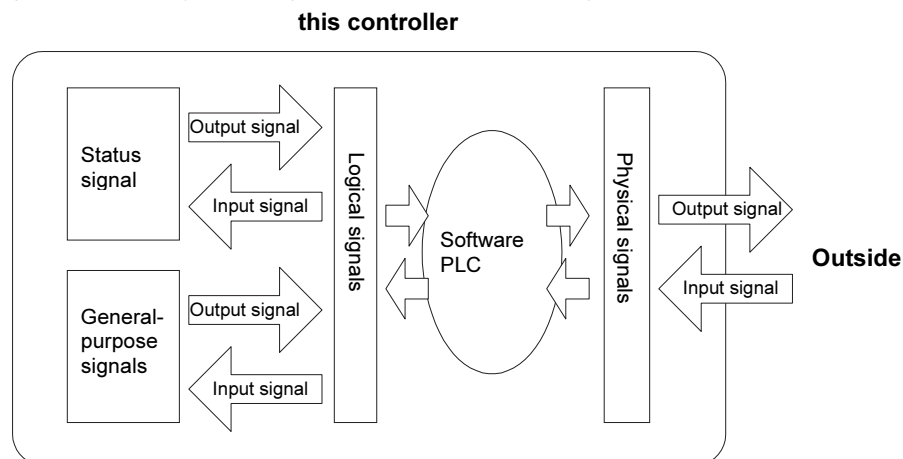 this controller
Status
signal
Output signal
Input signal
General-
purpose
signals
Output signal
Input signal
Logical signals
Software
PLC
Physical signals
Output signal
Input signal
Outside